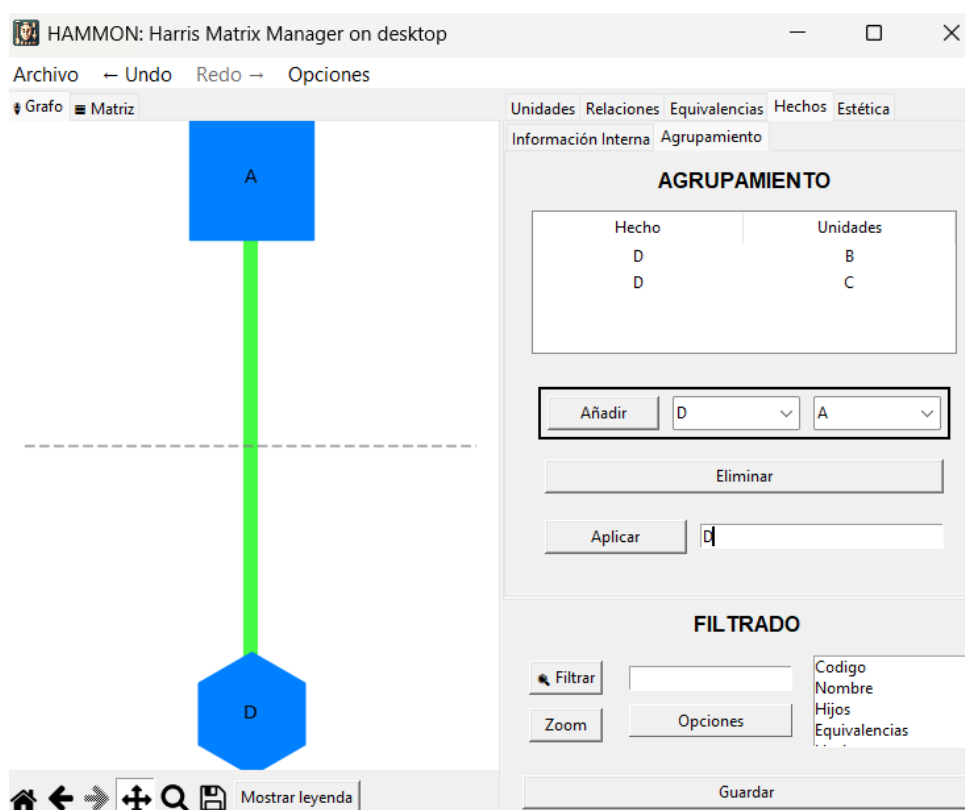 HAMMON: Harris Matrix Manager on desktop
Archivo ← Undo Redo → Opciones
Grafo Matriz
Unidades Relaciones Equivalencias Hechos Estética
Información Interna Agrupamiento
A
AGRUPAMIENTO
Hecho Unidades
D B
D C
Añadir D A
Eliminar
Aplicar D
FILTRADO
Filtrar
Zoom Opciones
Codigo
Nombre
Hijos
Equivalencias
D
Mostrar leyenda
Guardar